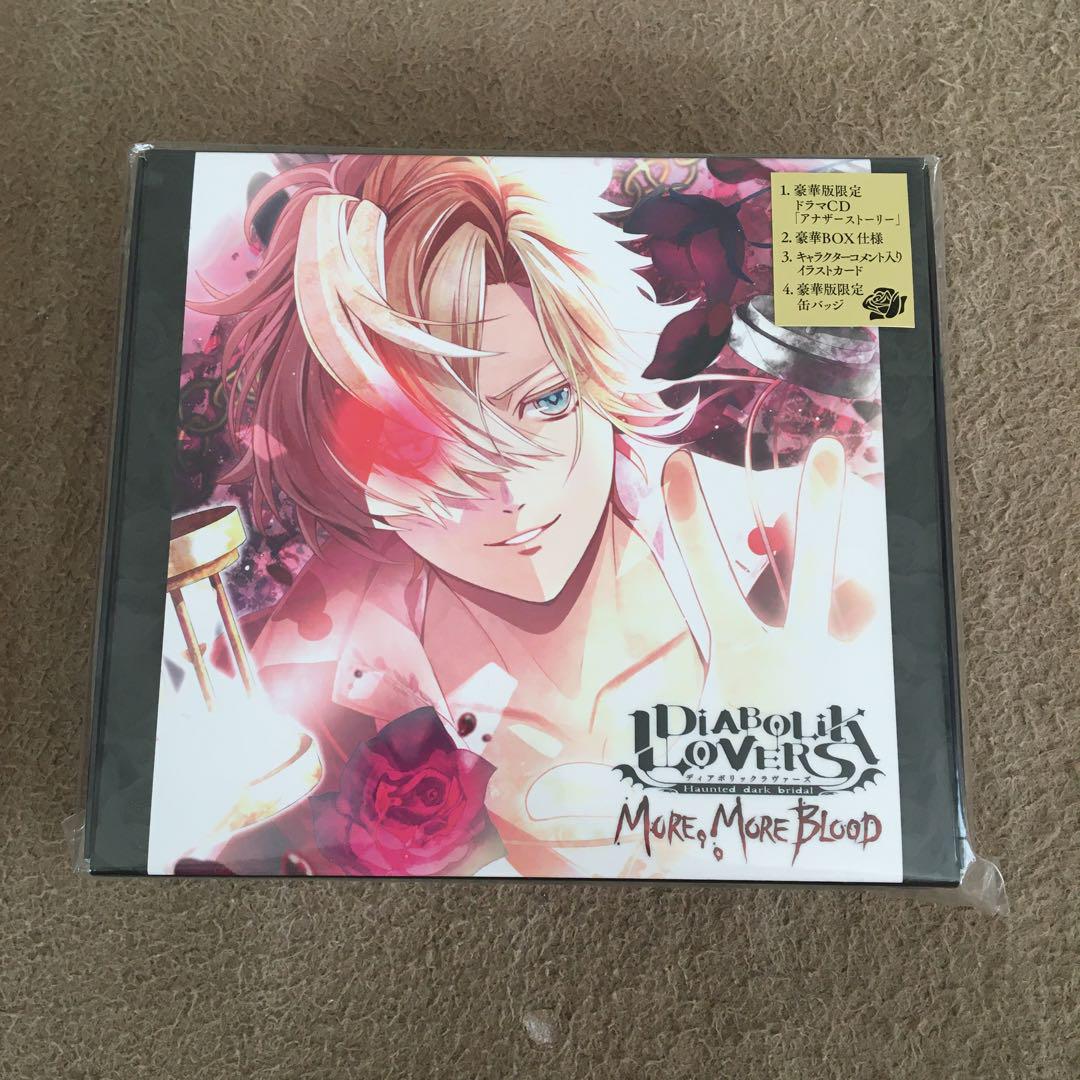 1. 豪華版限定
ドラマCD
「アナザーストーリー」
2. 豪華BOX仕様
3. キャラクターコメント入り
イラストカード
4. 豪華版限定
缶バッジ
DIABOLIK
LOVERS
ディアボリックラヴァーズ
Haunted dark bridal
MORE, MORE BLOOD